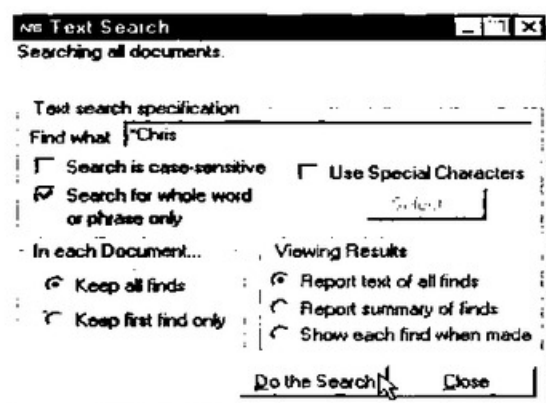 N5 Text Search
Searching all documents.
Text search specification
Find what "Chris
Search is case-sensitive
Use Special Characters
Search for whole word
or phrase only
Select
In each Document...
Keep all finds
Keep first find only
Viewing Results
Report text of all finds
Report summary of finds
Show each find when made
Do the Search
Close